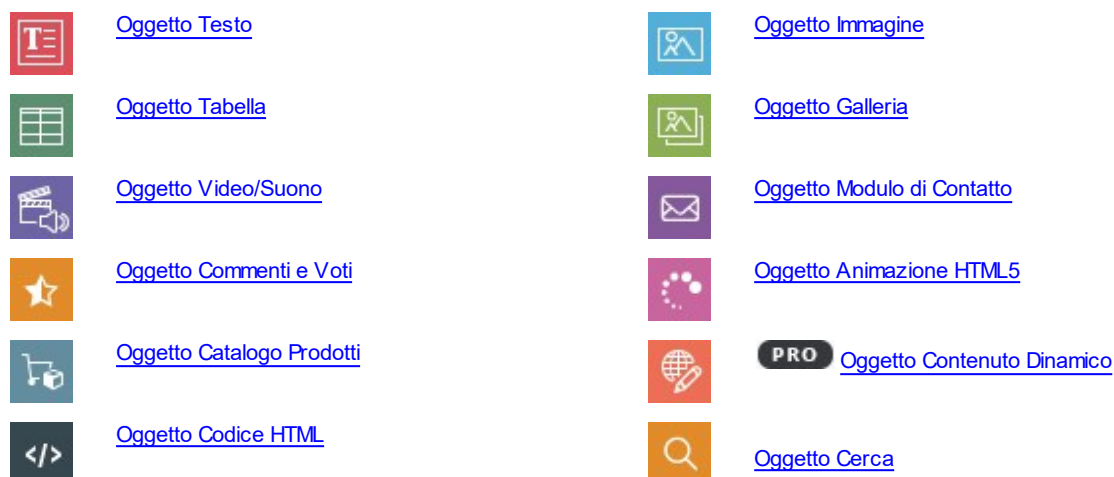 Oggetto Testo
Oggetto Immagine
Oggetto Tabella
Oggetto Galleria
Oggetto Video/Suono
Oggetto Modulo di Contatto
Oggetto Commenti e Voti
Oggetto Animazione HTML5
Oggetto Catalogo Prodotti
PRO Oggetto Contenuto Dinamico
Oggetto Codice HTML
Oggetto Cerca